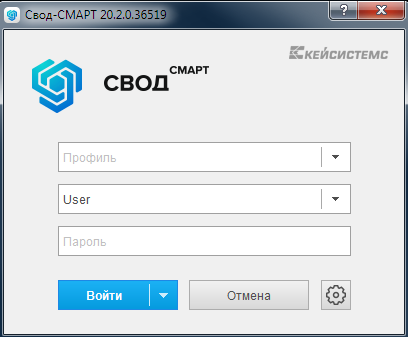 Свод-СМАРТ 20.2.0.36519
КЕЙСИСТЕМС
СВОД СМАРТ
Профиль
User
Пароль
Войти
Отмена